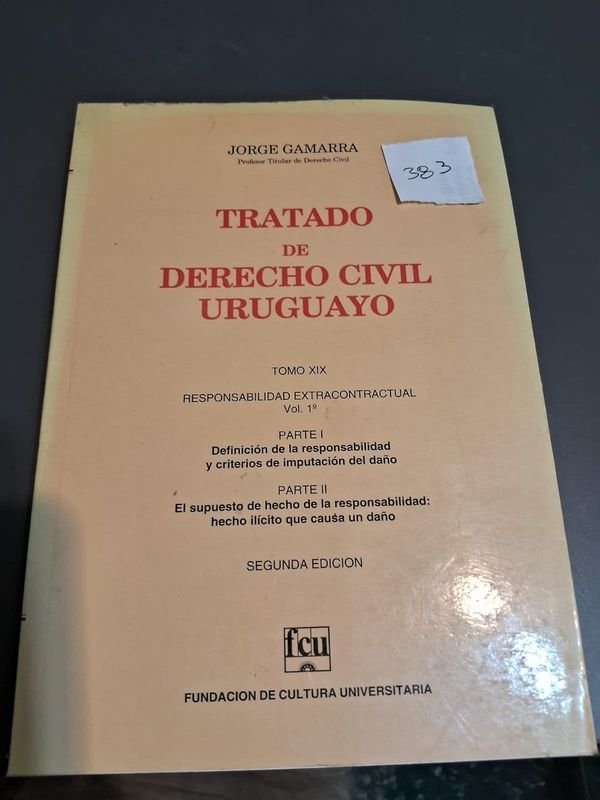 JORGE GAMARRA
Profesor Titular de Derecho Civil
383
TRATADO
DE
DERECHO CIVIL
URUGUAYO
TOMO XIX
RESPONSABILIDAD EXTRACONTRACTUAL
Vol. 1º
PARTE I
Definición de la responsabilidad
y criterios de imputación del daño
PARTE II
El supuesto de hecho de la responsabilidad:
hecho ilícito que causa un daño
SEGUNDA EDICION
fcu
FUNDACION DE CULTURA UNIVERSITARIA